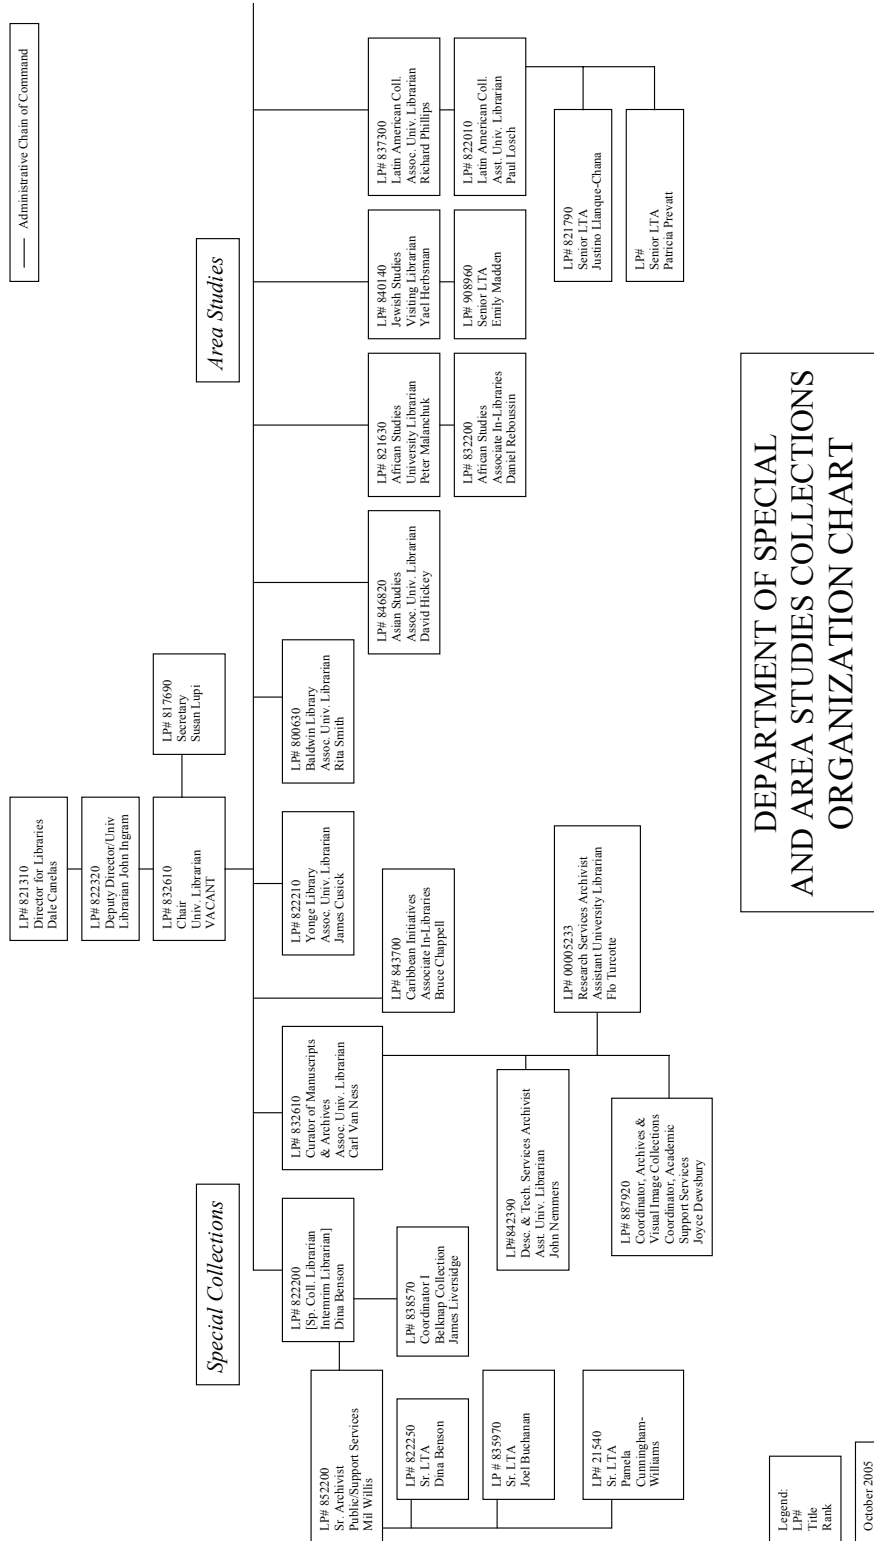 Administrative Chain of Command
LP# 821310
Director for Libraries
Dale Canelas
LP# 822320
Deputy Director/Univ
Librarian John Ingram
LP# 832610
Chair
Univ. Librarian
VACANT
LP# 817690
Secretary
Susan Lupi
Special Collections
Area Studies
LP# 822200
[Sp. Coll. Librarian
Intemrim Librarian]
Dina Benson
LP# 832610
Curator of Manuscripts
& Archives
Assoc. Univ. Librarian
Carl Van Ness
LP# 822210
Yonge Library
Assoc. Univ. Librarian
James Cusick
LP# 800630
Baldwin Library
Assoc. Univ. Librarian
Rita Smith
LP# 852200
Sr. Archivist
Public/Support Services
Mil Willis
LP# 838570
Coordinator I
Belknap Collection
James Liversidge
LP# 843700
Caribbean Initiatives
Associate In-Libraries
Bruce Chappell
LP# 846820
Asian Studies
Assoc. Univ. Librarian
David Hickey
LP# 821630
African Studies
University Librarian
Peter Malanchuk
LP# 840140
Jewish Studies
Visiting Librarian
Yael Herbsman
LP# 837300
Latin American Coll.
Assoc. Univ. Librarian
Richard Phillips
LP# 822250
Sr. LTA
Dina Benson
LP # 835970
Sr. LTA
Joel Buchanan
LP# 21540
Sr. LTA
Pamela
Cunningham-
Williams
LP#842390
Desc. & Tech. Services Archivist
Asst. Univ. Librarian
John Nemmers
LP# 00005233
Research Services Archivist
Assistant University Librarian
Flo Turcotte
LP# 887920
Coordinator, Archives &
Visual Image Collections
Coordinator, Academic
Support Services
Joyce Dewsbury
LP# 832200
African Studies
Associate In-Libraries
Daniel Reboussin
LP# 908960
Senior LTA
Emily Madden
LP# 822010
Latin American Coll.
Asst. Univ. Librarian
Paul Losch
LP# 821790
Senior LTA
Justino Llanque-Chana
LP#
Senior LTA
Patricia Prevatt
Legend:
LP#
Title
Rank
October 2005
DEPARTMENT OF SPECIAL
AND AREA STUDIES COLLECTIONS
ORGANIZATION CHART